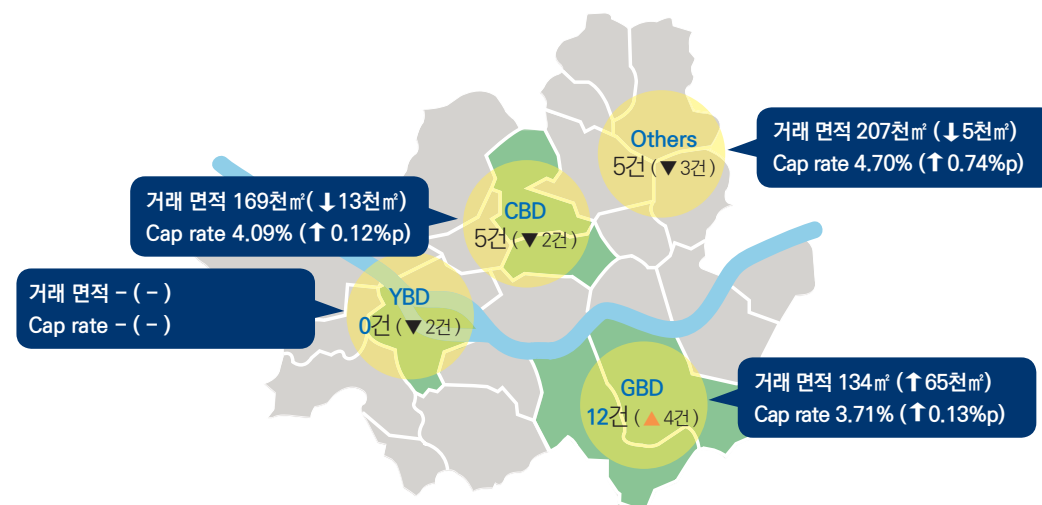 Others
5건 (▼ 3건)
거래 면적 207천㎡ (⬇5천㎡)
Cap rate 4.70% (⬆ 0.74%p)
거래 면적 169천㎡(⬇13천㎡)
Cap rate 4.09% (⬆ 0.12%p)
CBD
5건 (▼ 2건)
거래 면적 – ( – )
Cap rate – ( – )
YBD
0건 (▼ 2건)
GBD
12건 (▲ 4건)
거래 면적 134㎡ (⬆65천㎡)
Cap rate 3.71% (⬆0.13%p)